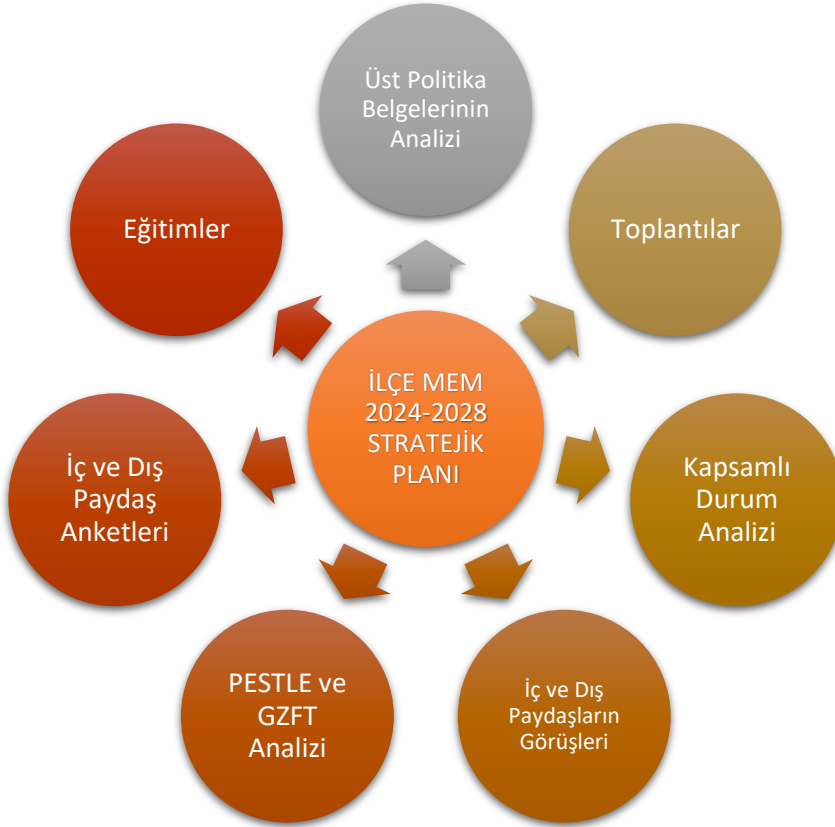 Üst Politika
Belgelerinin
Analizi
Toplantılar
Kapsamlı
Durum
Analizi
İç ve Dış
Paydaşların
Görüşleri
PESTLE ve
GZFT
Analizi
İç ve Dış
Paydaş
Anketleri
Eğitimler
İLÇE MEM
2024-2028
STRATEJİK
PLANI